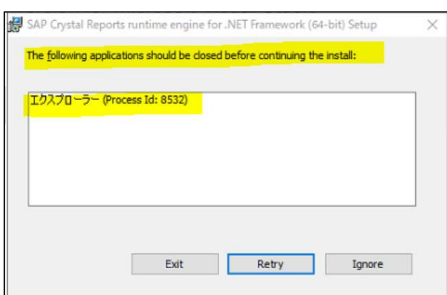 SAP Crystal Reports runtime engine for .NET Framework (64-bit) Setup
The following applications should be closed before continuing the install:
エクスプローラー (Process Id: 8532)
Exit
Retry
Ignore